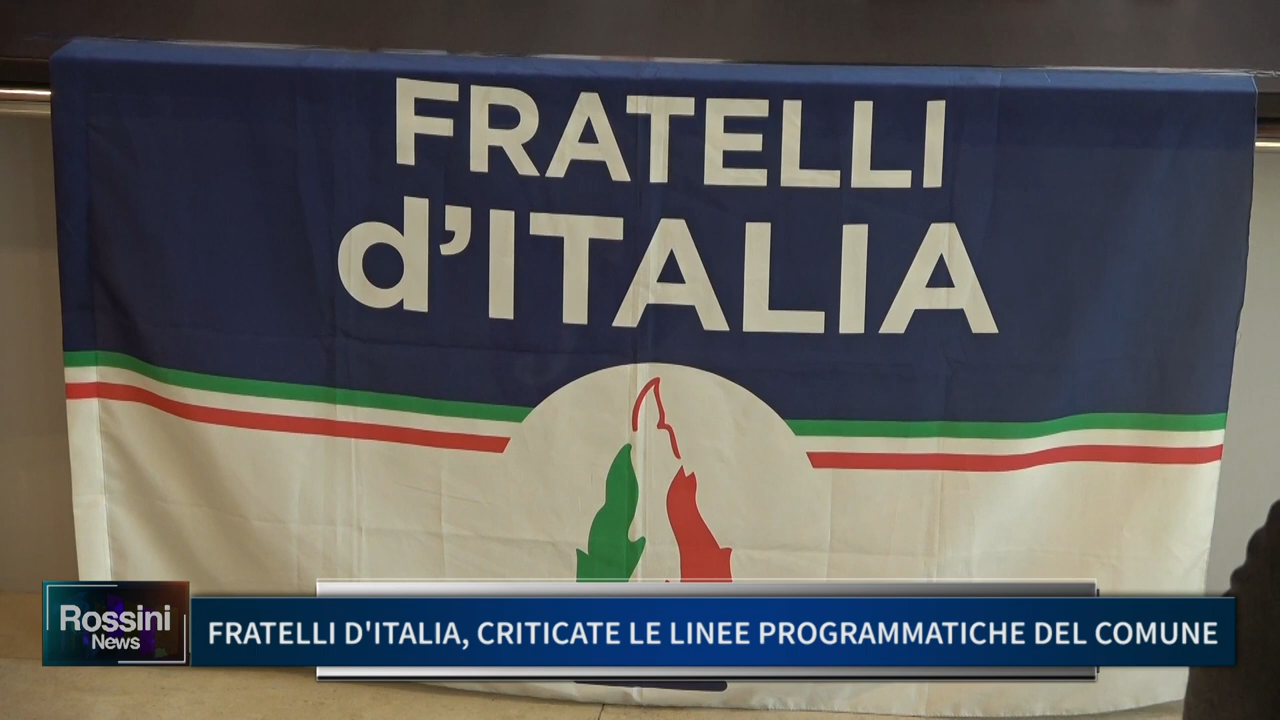 FRATELLI
d'ITALIA
Rossini
News
FRATELLI D'ITALIA, CRITICATE LE LINEE PROGRAMMATICHE DEL COMUNE